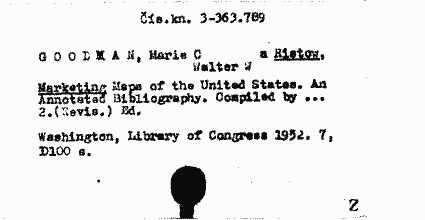 Čís.kn. 3-363.789
G O O D M A N, Marie C a Ristow,
Walter W
Marketing Maps of the United States. An
Annotated Bibliography. Compiled by ...
2.(Revis.) Ed.
Washington, Library of Congress 1952. 7,
D100 s.
Z